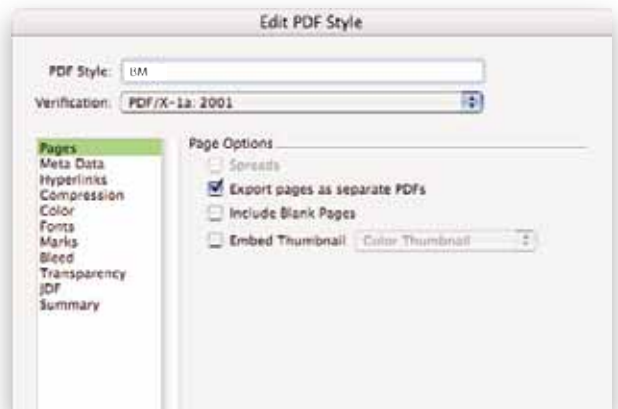 Edit PDF Style
PDF Style: BM
Verification: PDF/X-1a: 2001
Pages
Meta Data
Hyperlinks
Compression
Color
Fonts
Marks
Bleed
Transparency
JDF
Summary
Page Options
Spreads
Export pages as separate PDFs
Include Blank Pages
Embed Thumbnail Color Thumbnail